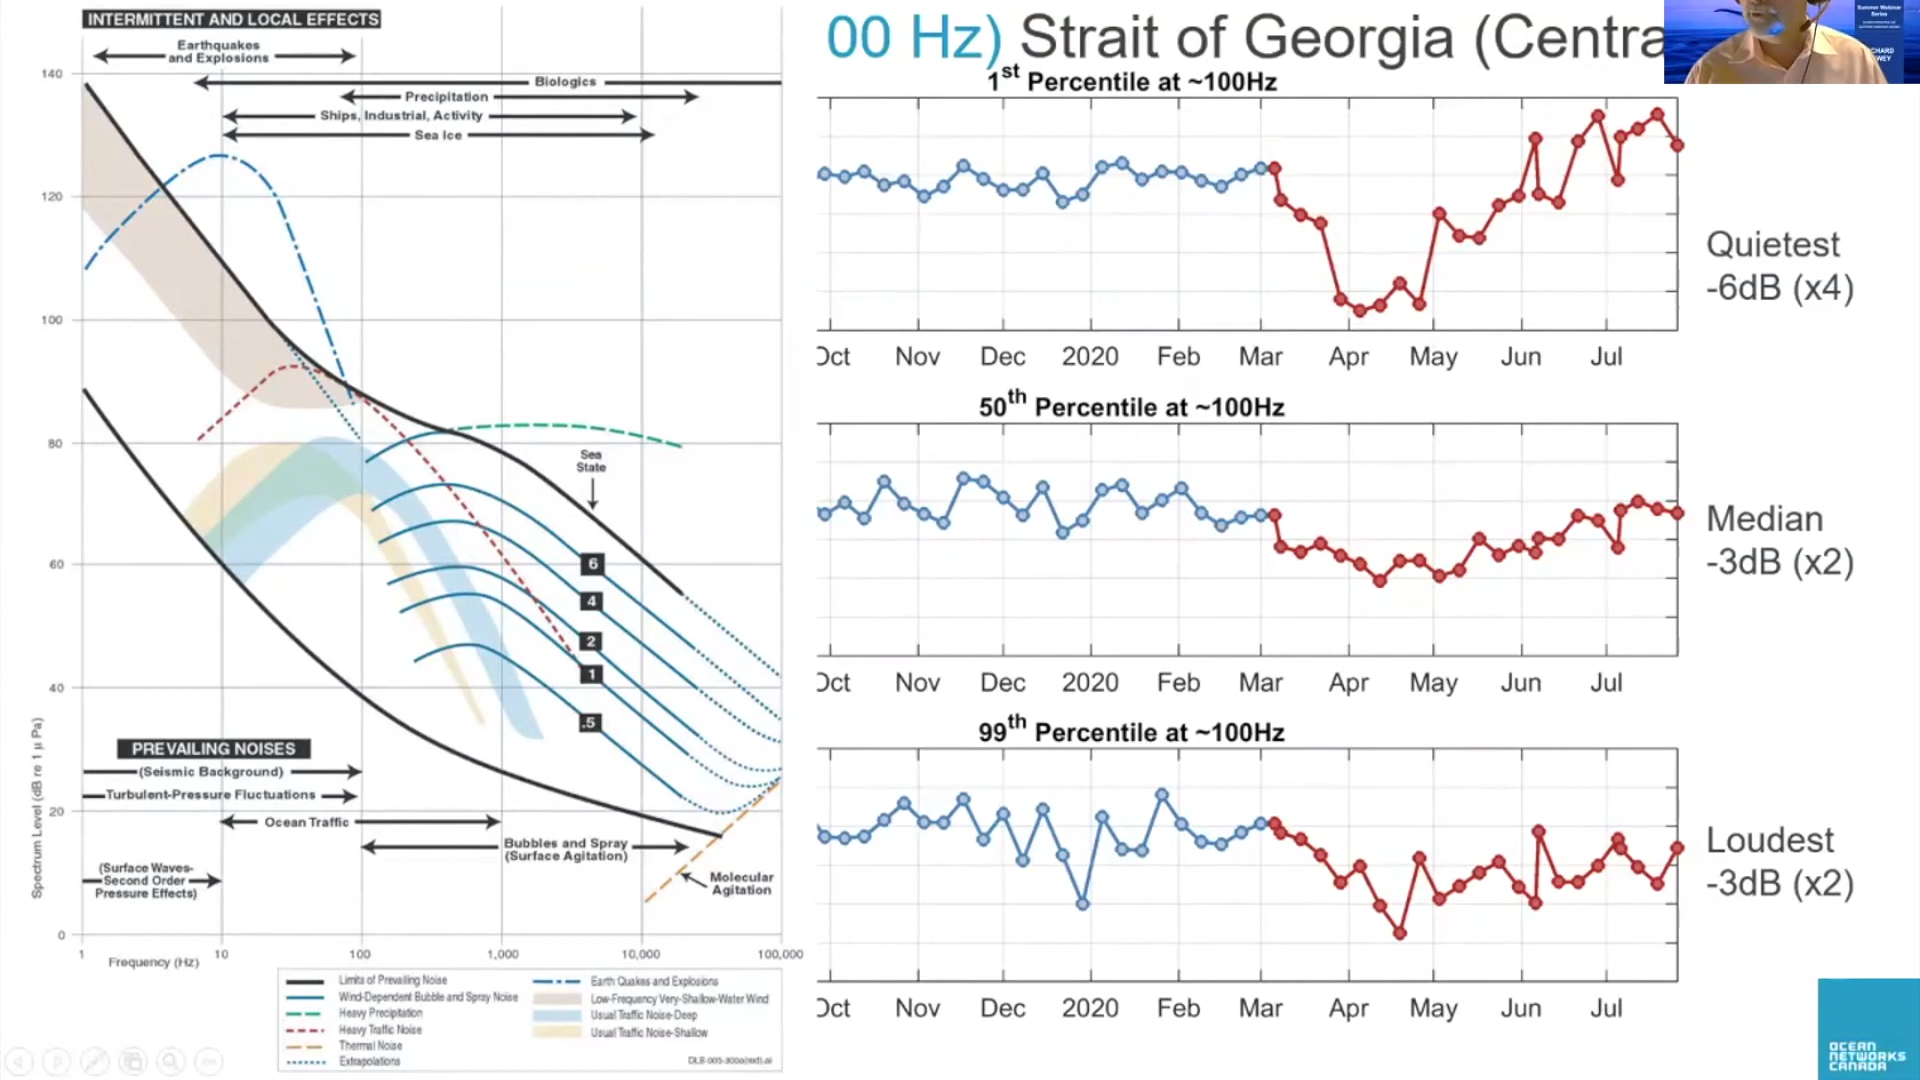 INTERMITTENT AND LOCAL EFFECTS
Earthquakes
and Explosions
Biologics
Precipitation
Ships, Industrial, Activity
Sea Ice
140
120
100
80
60
40
20
0
Spectrum Level (dB re 1 µ Pa)
Sea
State
6
4
2
1
.5
PREVAILING NOISES
(Seismic Background)
Turbulent-Pressure Fluctuations
Ocean Traffic
Bubbles and Spray
(Surface Agitation)
(Surface Waves-
Second Order
Pressure Effects)
Molecular
Agitation
1 10 100 1,000 10,000 100,000
Frequency (Hz)
Limits of Prevailing Noise
Wind-Dependent Bubble and Spray Noise
Heavy Precipitation
Heavy Traffic Noise
Thermal Noise
Extrapolations
Earth Quakes and Explosions
Low-Frequency Very-Shallow-Water Wind
Usual Traffic Noise-Deep
Usual Traffic Noise-Shallow
00 Hz) Strait of Georgia (Centra
Summer Webinar
Series
CHARD
WEY
1st Percentile at ~100Hz
Oct Nov Dec 2020 Feb Mar Apr May Jun Jul
Quietest
-6dB (x4)
50th Percentile at ~100Hz
Oct Nov Dec 2020 Feb Mar Apr May Jun Jul
Median
-3dB (x2)
99th Percentile at ~100Hz
Oct Nov Dec 2020 Feb Mar Apr May Jun Jul
Loudest
-3dB (x2)
OCEAN
NETWORKS
CANADA